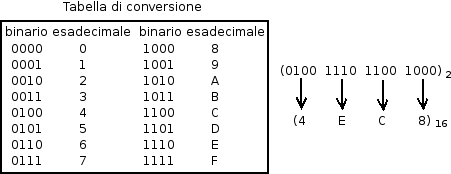 Tabella di conversione
binario esadecimale binario esadecimale
0000 0 1000 8
0001 1 1001 9
0010 2 1010 A
0011 3 1011 B
0100 4 1100 C
0101 5 1101 D
0110 6 1110 E
0111 7 1111 F
(0100 1110 1100 1000)2
(4 E C 8)16